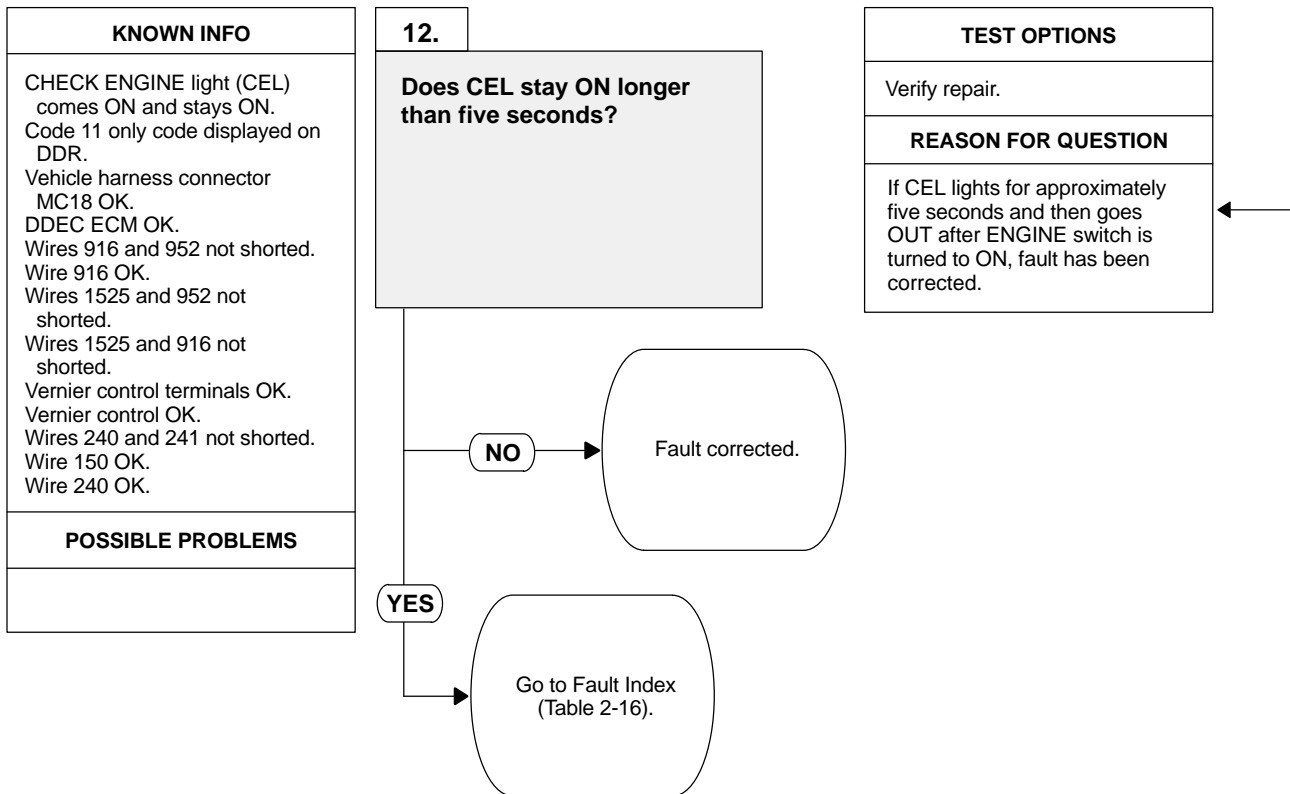 KNOWN INFO
CHECK ENGINE light (CEL)
comes ON and stays ON.
Code 11 only code displayed on
DDR.
Vehicle harness connector
MC18 OK.
DDEC ECM OK.
Wires 916 and 952 not shorted.
Wire 916 OK.
Wires 1525 and 952 not
shorted.
Wires 1525 and 916 not
shorted.
Vernier control terminals OK.
Vernier control OK.
Wires 240 and 241 not shorted.
Wire 150 OK.
Wire 240 OK.
POSSIBLE PROBLEMS
12.
Does CEL stay ON longer
than five seconds?
NO
Fault corrected.
YES
Go to Fault Index
(Table 2-16).
TEST OPTIONS
Verify repair.
REASON FOR QUESTION
If CEL lights for approximately
five seconds and then goes
OUT after ENGINE switch is
turned to ON, fault has been
corrected.